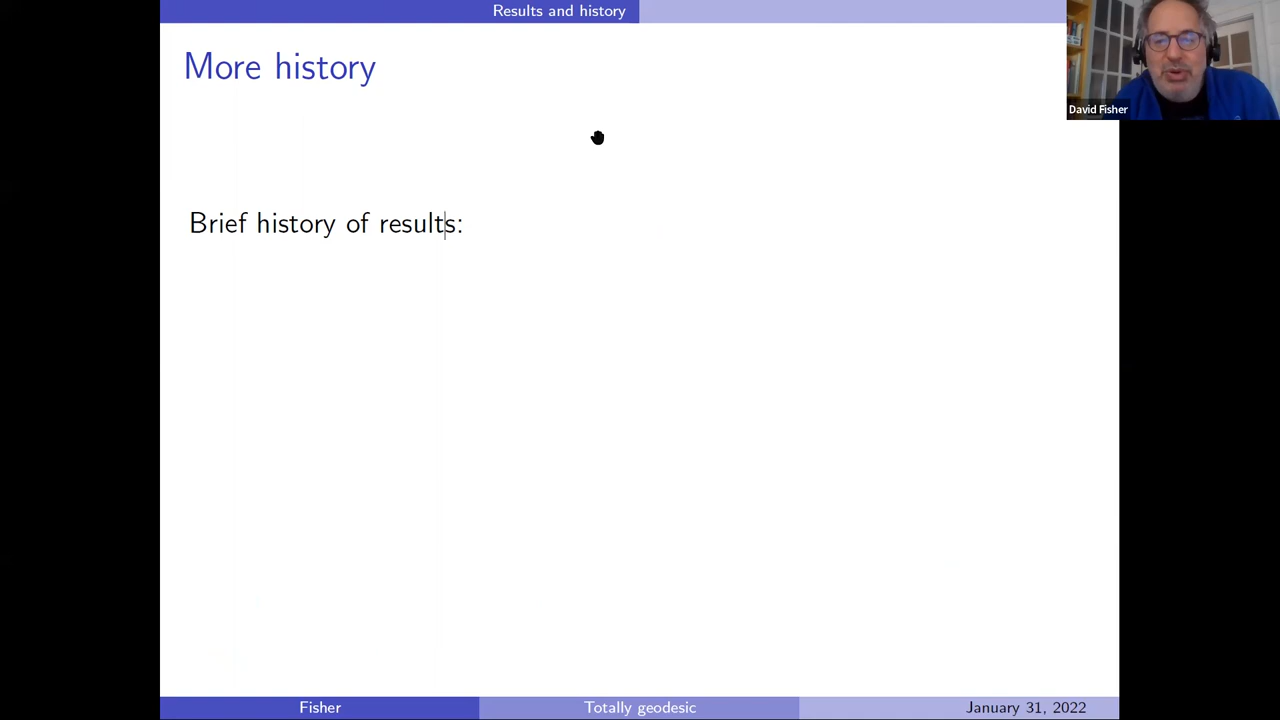 Results and history
More history
David Fisher
Brief history of results:
Fisher
Totally geodesic
January 31, 2022